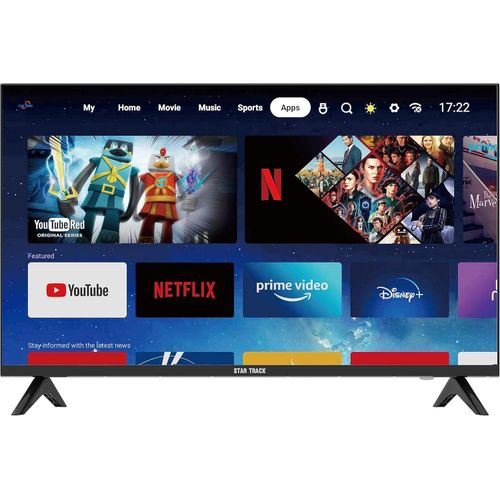 My Home Movie Music Sports Apps 17:22
YouTube Red
ORIGINAL SERIES
N
Marvel
Featured
YouTube
NETFLIX
prime video
Disney+
Stay informed with the latest news
STAR TRACK